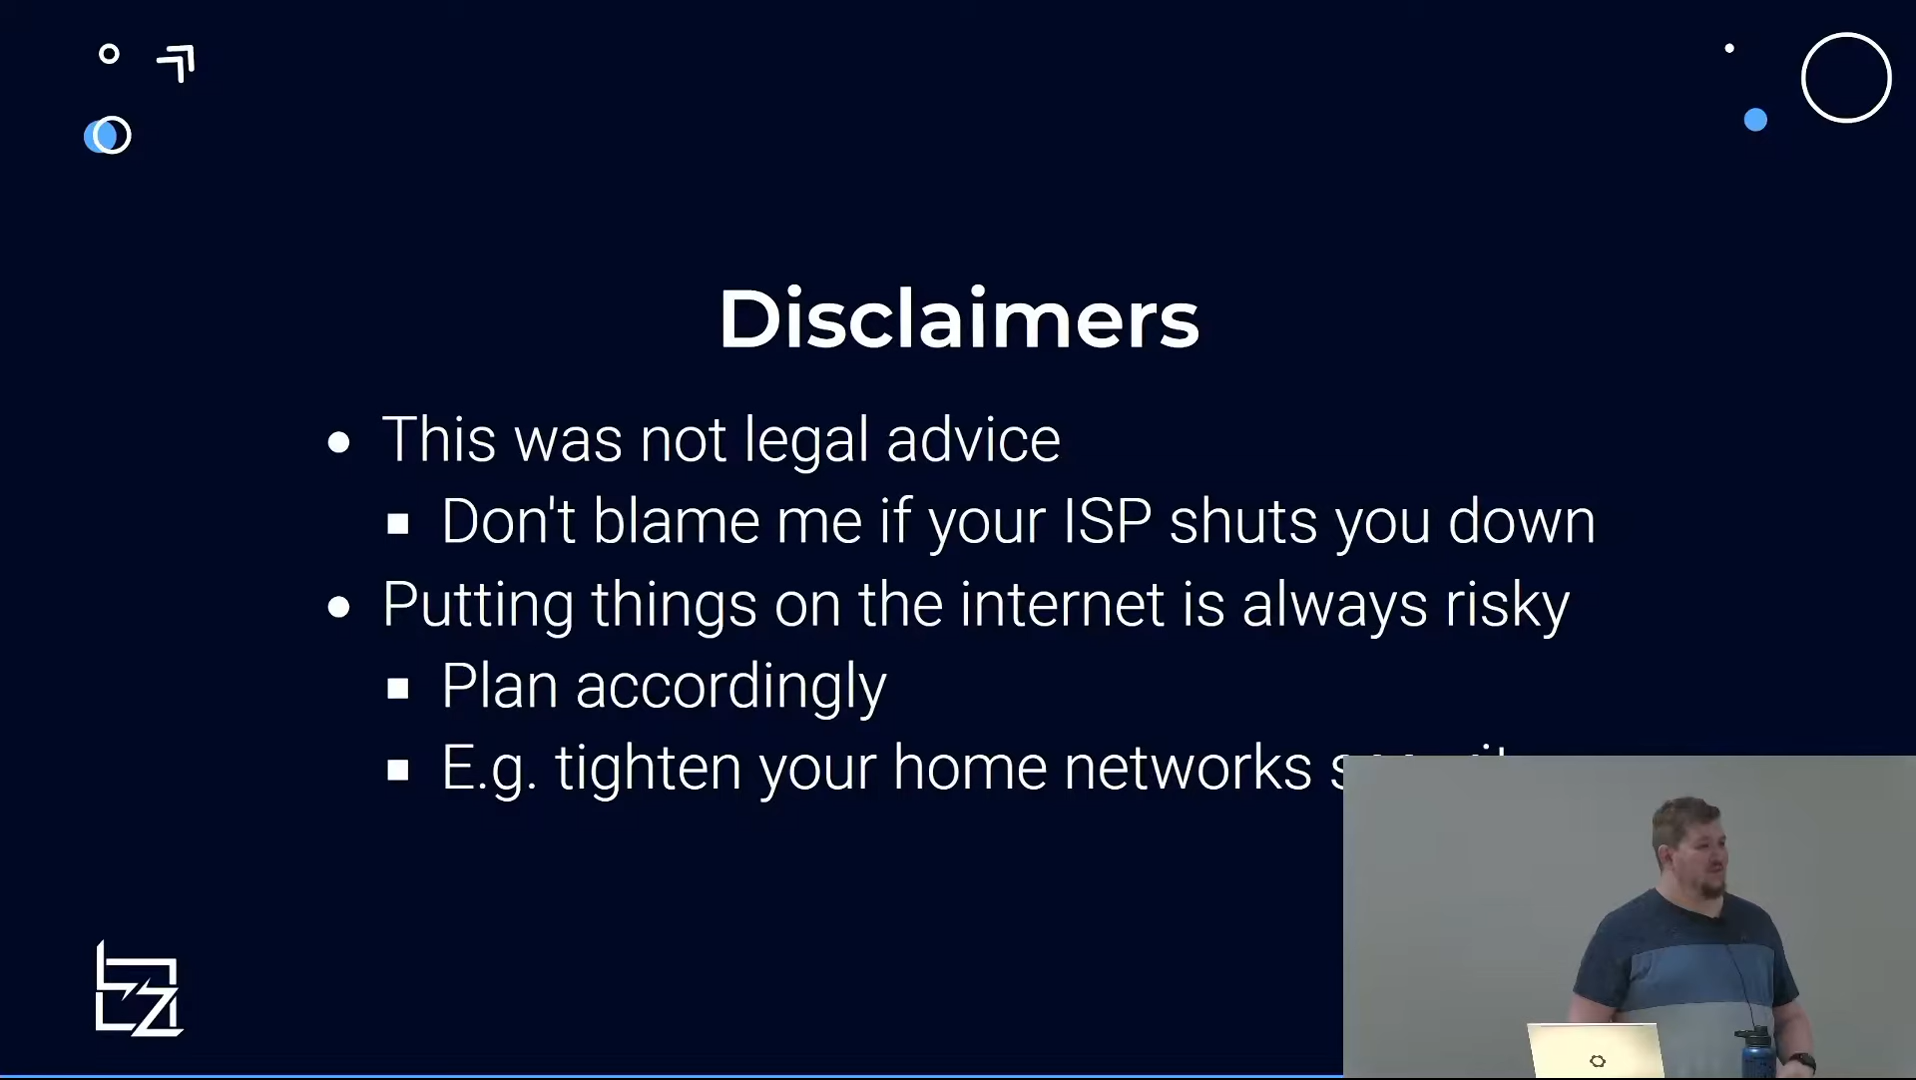 Disclaimers
This was not legal advice
Don't blame me if your ISP shuts you down
Putting things on the internet is always risky
Plan accordingly
E.g. tighten your home networks